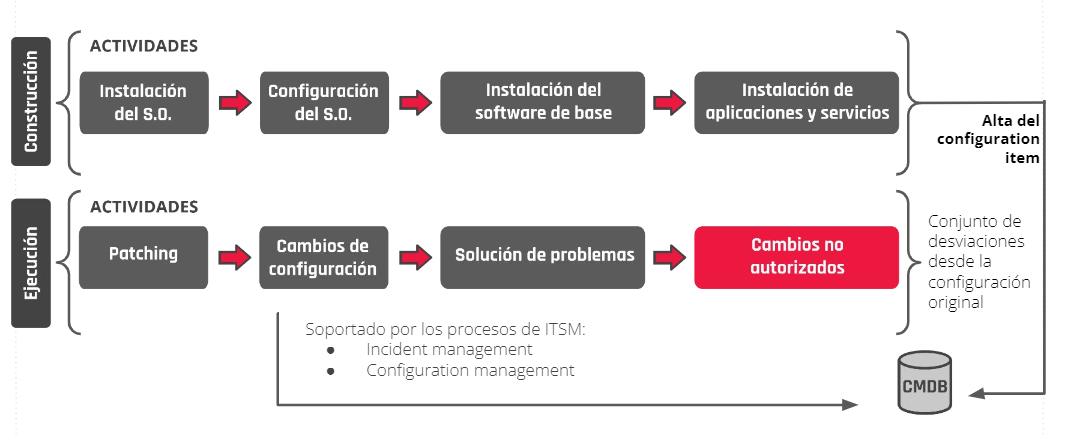 Construcción
ACTIVIDADES
Instalación
del S.O.
Configuración
del S.O.
Instalación del
software de base
Instalación de
aplicaciones y servicios
Alta del
configuration
item
Ejecución
ACTIVIDADES
Patching
Cambios de
configuración
Solución de problemas
Cambios no
autorizados
Conjunto de
desviaciones
desde la
configuración
original
Soportado por los procesos de ITSM:
● Incident management
● Configuration management
CMDB